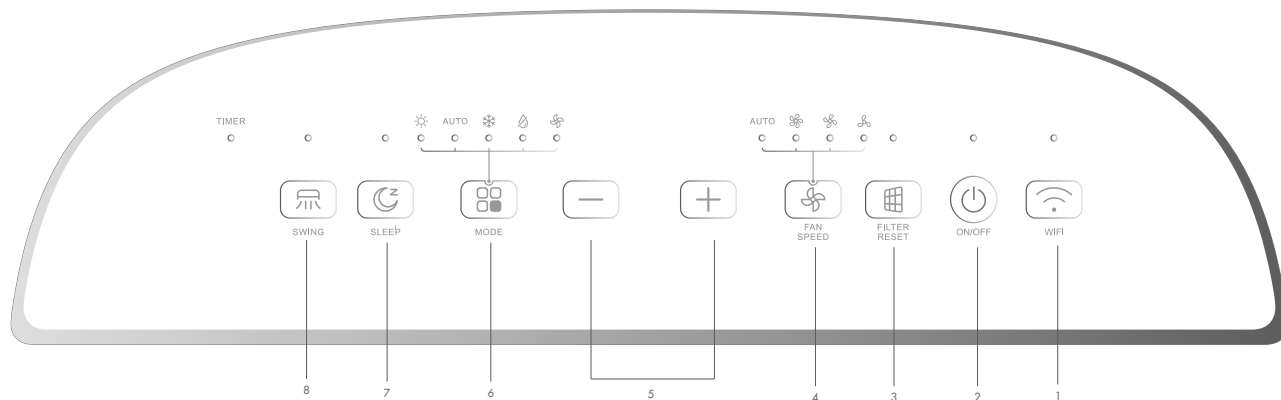 TIMER
AUTO
AUTO
SWING
SLEEP
MODE
FAN
SPEED
FILTER
RESET
ON/OFF
WIFI
8
7
6
5
4
3
2
1